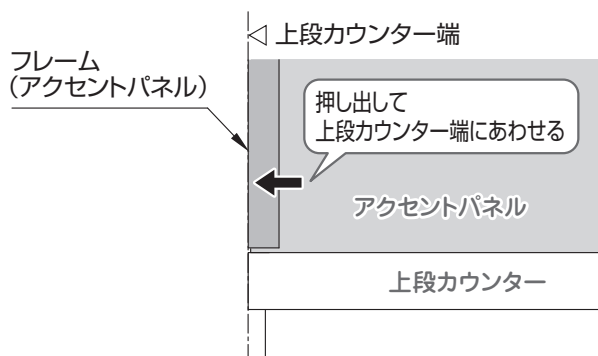 上段カウンター端
フレーム
（アクセントパネル）
押し出して
上段カウンター端にあわせる
アクセントパネル
上段カウンター